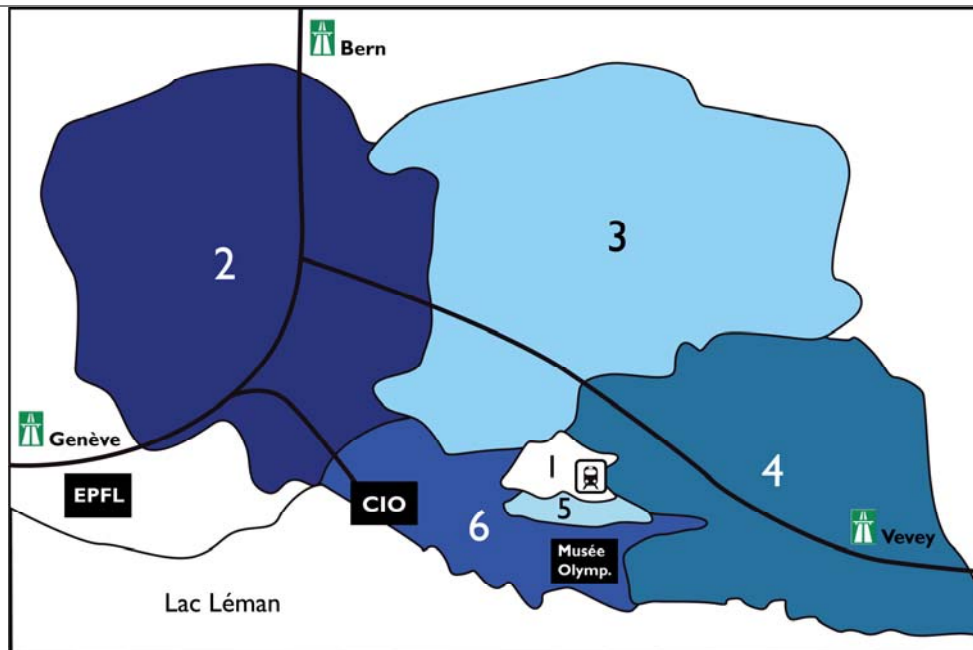 Bern
2
3
Genève
EPFL
CIO
1
4
5
6
Musée
Olymp.
Vevey
Lac Léman